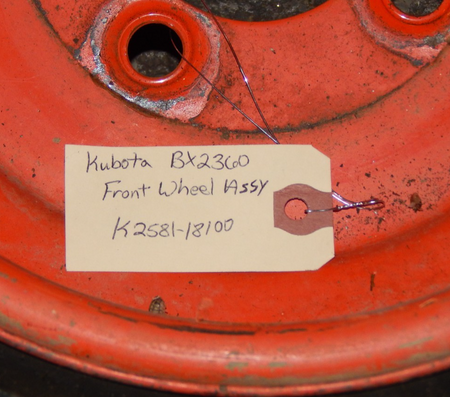 Kubota BX2360
Front Wheel Assy
K2581-18100